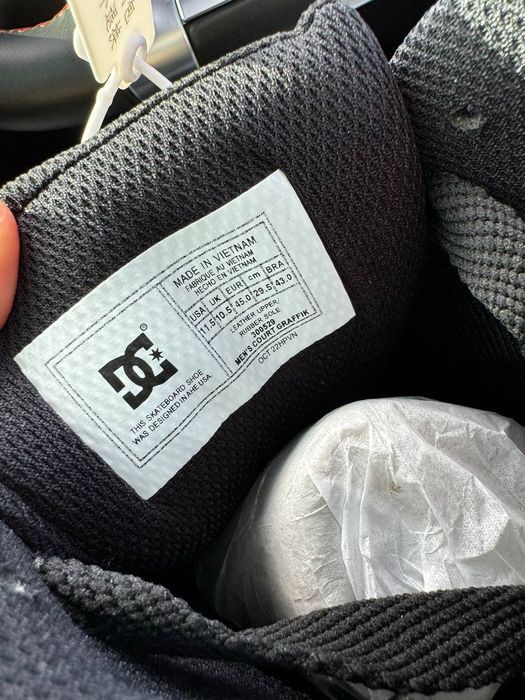 MADE IN VIETNAM
FABRIQUE AU VIETNAM
HECHO EN VIETNAM
USA UK EUR cm BRA
11.5 10.5 45.0 29.5 43.0
LEATHER UPPER/
RUBBER SOLE
300529
MEN'S COURT GRAFFIK
OCT 22HPVN
DC®
THIS SKATEBOARD SHOE
WAS DESIGNED IN AHE USA.